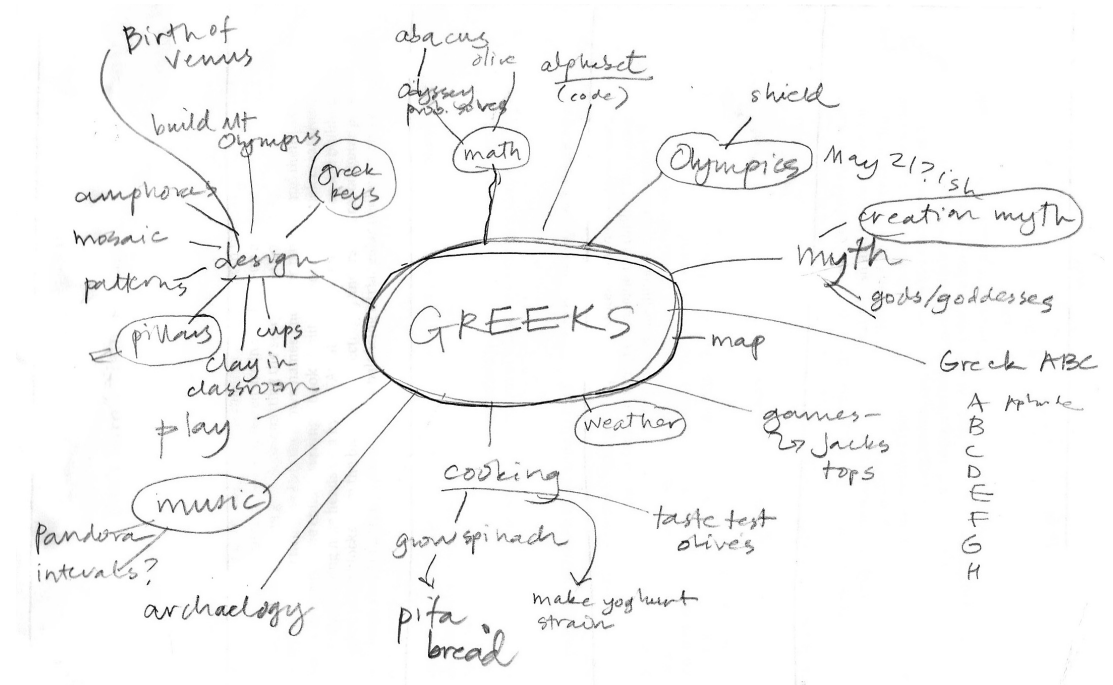 Birth of
Venus
build Mt
Olympus
greek
keys
amphoras
mosaic
patterns
design
pillars
cups
clay in
classroom
abacus
olive
Odyssey
prob. solves
math
alphabet
(code)
shield
Olympics
May 21?ish
creation myth
myth
gods/goddesses
GREEKS
map
Greek ABC
A
B
C
D
E
F
G
H
weather
games-
jacks
tops
play
music
Pandora
intervals?
archaelogy
cooking
grow spinach
pita
bread
make yoghurt
strain
taste test
olives